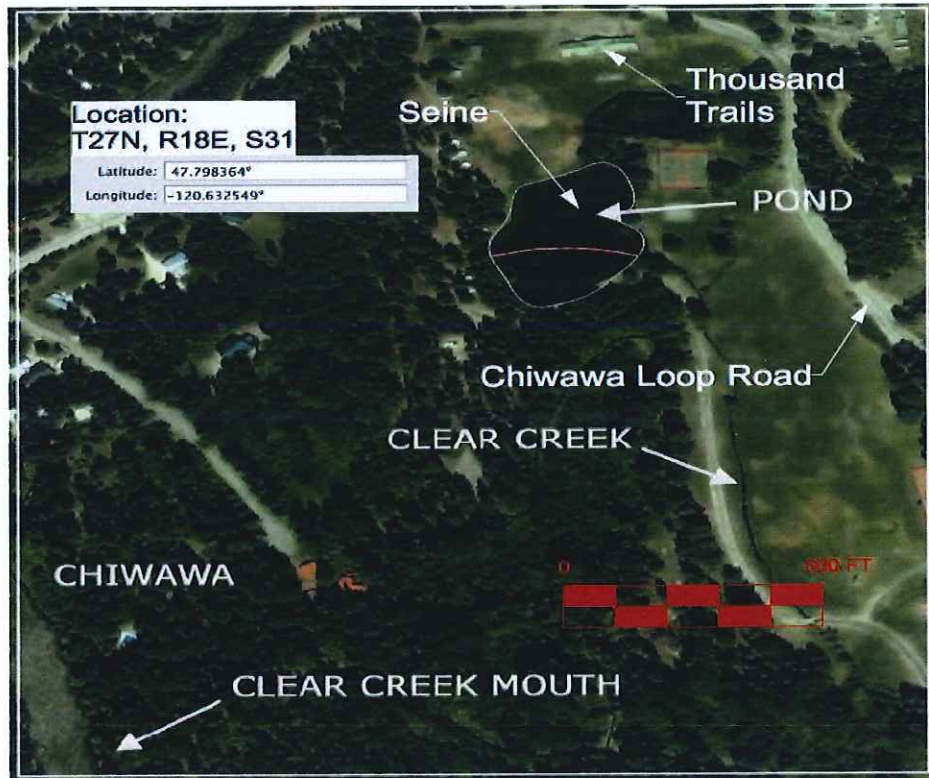 Thousand
Trails
Seine
Location:
T27N, R18E, S31
Latitude: 47.798364°
Longitude: -120.632549°
POND
Chiwawa Loop Road
CLEAR CREEK
CHIWAWA
0
FT
CLEAR CREEK MOUTH